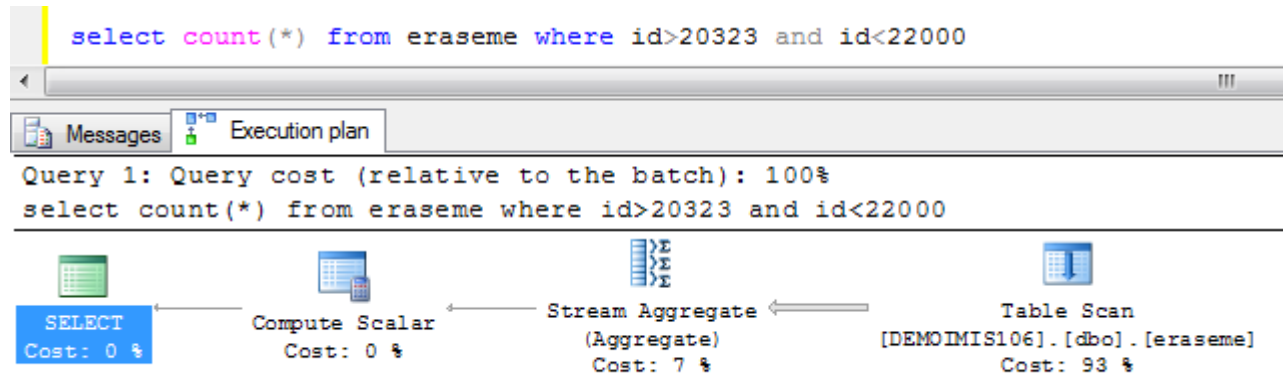 select count(*) from eraseme where id>20323 and id<22000
Messages Execution plan
Query 1: Query cost (relative to the batch): 100%
select count(*) from eraseme where id>20323 and id<22000
SELECT
Cost: 0 %
Compute Scalar
Cost: 0 %
Stream Aggregate
(Aggregate)
Cost: 7 %
Table Scan
[DEMOIMIS106].[dbo].[eraseme]
Cost: 93 %